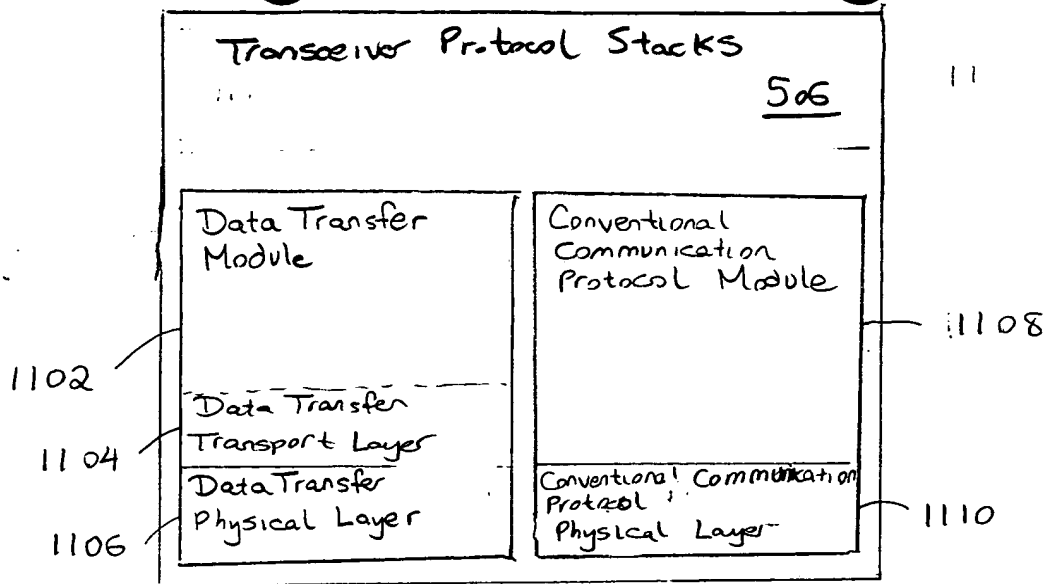 Transceiver Protocol Stacks
506
11
Data Transfer
Module
1102
Data Transfer
Transport Layer
1104
Data Transfer
Physical Layer
1106
Conventional
Communication
Protocol Module
1108
Conventional Communication
Protocol
Physical Layer
1110